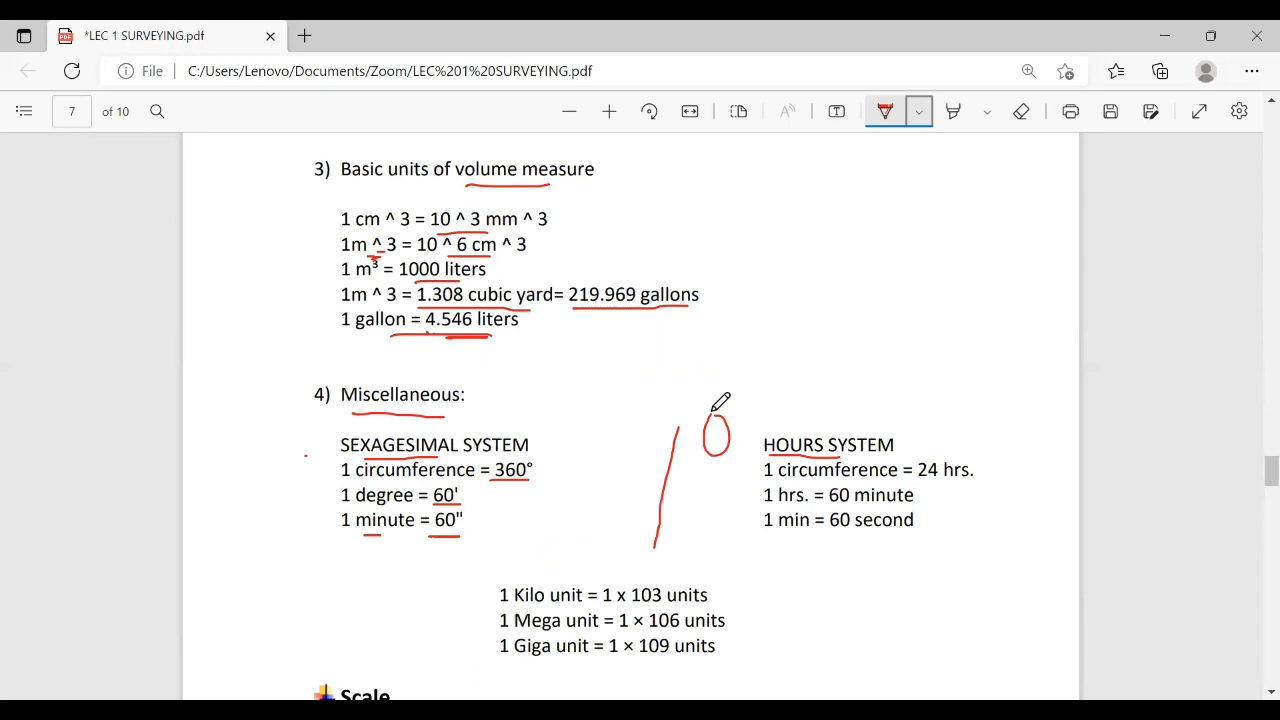 *LEC 1 SURVEYING.pdf
File C:/Users/Lenovo/Documents/Zoom/LEC%201%20SURVEYING.pdf
7 of 10
3) Basic units of volume measure
1 cm ^ 3 = 10 ^ 3 mm ^ 3
1m ^ 3 = 10 ^ 6 cm ^ 3
1 m³ = 1000 liters
1m ^ 3 = 1.308 cubic yard= 219.969 gallons
1 gallon = 4.546 liters
4) Miscellaneous:
SEXAGESIMAL SYSTEM
1 circumference = 360°
1 degree = 60'
1 minute = 60"
HOURS SYSTEM
1 circumference = 24 hrs.
1 hrs. = 60 minute
1 min = 60 second
1 Kilo unit = 1 x 103 units
1 Mega unit = 1 × 106 units
1 Giga unit = 1 × 109 units
Scale